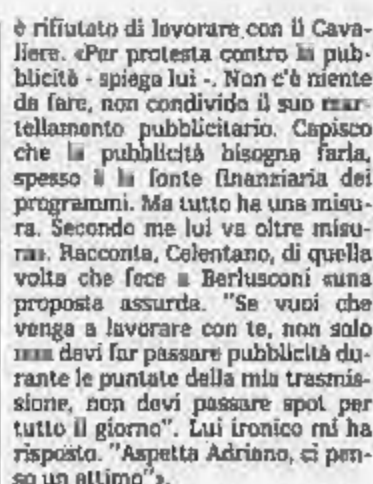 è rifiutato di lavorare con il Cava-
liere. «Per protesta contro la pub-
blicità - spiega lui -. Non c'è niente
da fare, non condivido il suo mar-
tellamento pubblicitario. Capisco
che la pubblicità bisogna farla,
spesso è la fonte finanziaria dei
programmi. Ma tutto ha una misu-
ra. Secondo me lui va oltre misu-
ra». Racconta, Celentano, di quella
volta che fece a Berlusconi «una
proposta assurda. "Se vuoi che
venga a lavorare con te, non solo
non devi far passare pubblicità du-
rante le puntate della mia trasmis-
sione, non devi passare spot per
tutto il giorno". Lui ironico mi ha
risposto. "Aspetta Adriano, ci pen-
so un attimo"».